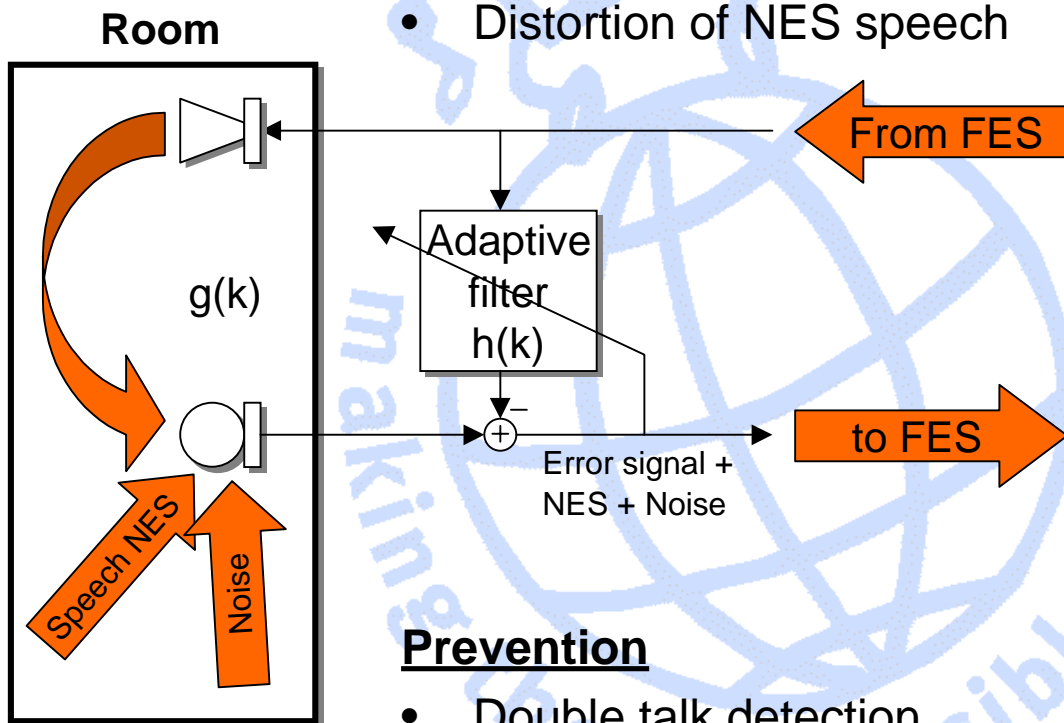 Room
• Distortion of NES speech
From FES
Adaptive
filter
h(k)
g(k)
–
+
to FES
Error signal +
NES + Noise
Speech NES
Noise
Prevention
• Double talk detection
making